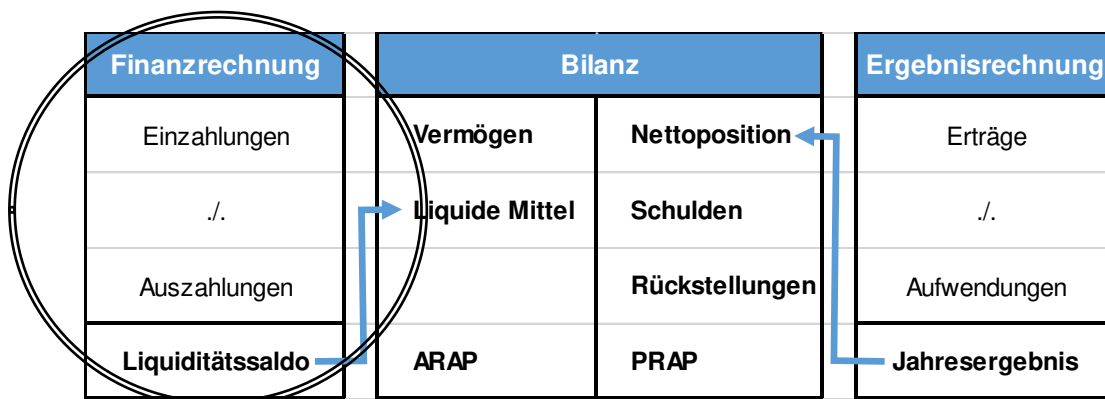 Finanzrechnung Bilanz Ergebnisrechnung
Einzahlungen Vermögen Nettoposition Erträge
./. Liquide Mittel Schulden ./.
Auszahlungen Rückstellungen Aufwendungen
Liquiditätssaldo ARAP PRAP Jahresergebnis